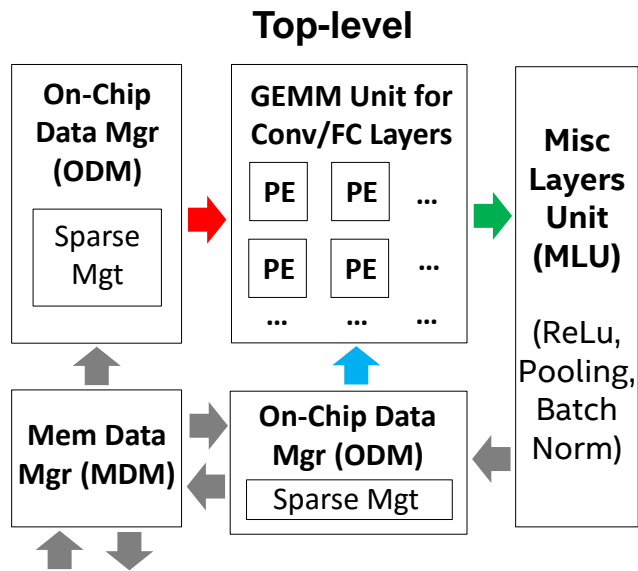 Top-level
On-Chip
Data Mgr
(ODM)
Sparse
Mgt
GEMM Unit for
Conv/FC Layers
PE PE ...
PE PE ...
... ... ...
Misc
Layers
Unit
(MLU)
(ReLu,
Pooling,
Batch
Norm)
Mem Data
Mgr (MDM)
On-Chip Data
Mgr (ODM)
Sparse Mgt